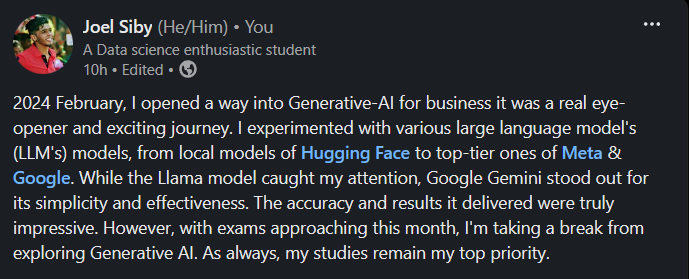 Joel Siby (He/Him) • You
A Data science enthusiastic student
10h • Edited •
2024 February, I opened a way into Generative-AI for business it was a real eye-
opener and exciting journey. I experimented with various large language model's
(LLM's) models, from local models of Hugging Face to top-tier ones of Meta &
Google. While the Llama model caught my attention, Google Gemini stood out for
its simplicity and effectiveness. The accuracy and results it delivered were truly
impressive. However, with exams approaching this month, I'm taking a break from
exploring Generative AI. As always, my studies remain my top priority.